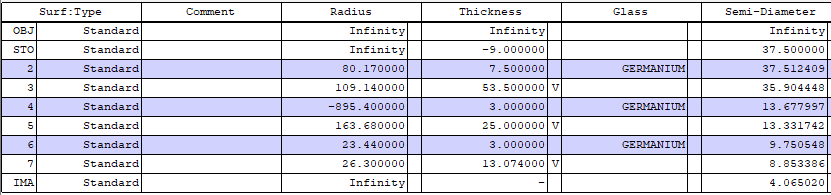 Surf:Type Comment Radius Thickness Glass Semi-Diameter
OBJ Standard Infinity Infinity Infinity
STO Standard Infinity -9.000000 37.500000
2 Standard 80.170000 7.500000 GERMANIUM 37.512409
3 Standard 109.140000 53.500000 V 35.904448
4 Standard -895.400000 3.000000 GERMANIUM 13.677997
5 Standard 163.680000 25.000000 V 13.331742
6 Standard 23.440000 3.000000 GERMANIUM 9.750548
7 Standard 26.300000 13.074000 V 8.853386
IMA Standard Infinity - 4.065020